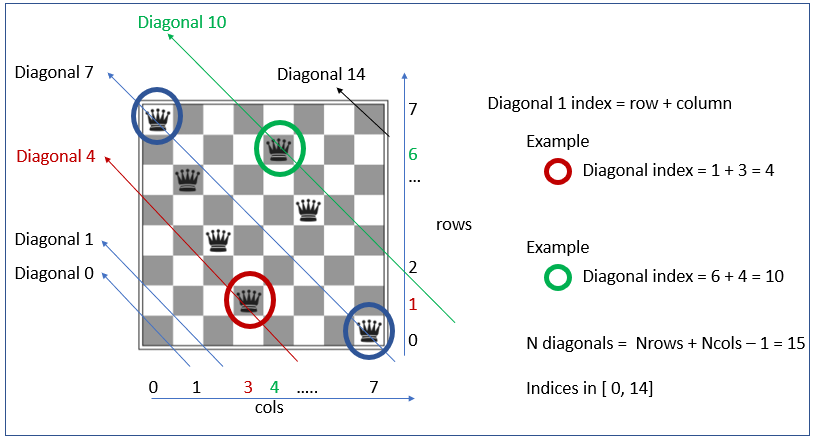 Diagonal 10
Diagonal 7
Diagonal 14
Diagonal 4
Diagonal 1
Diagonal 0
7
6
...
rows
2
1
0
0 1 3 4 ..... 7
cols
Diagonal 1 index = row + column
Example
Diagonal index = 1 + 3 = 4
Example
Diagonal index = 6 + 4 = 10
N diagonals = Nrows + Ncols – 1 = 15
Indices in [ 0, 14]